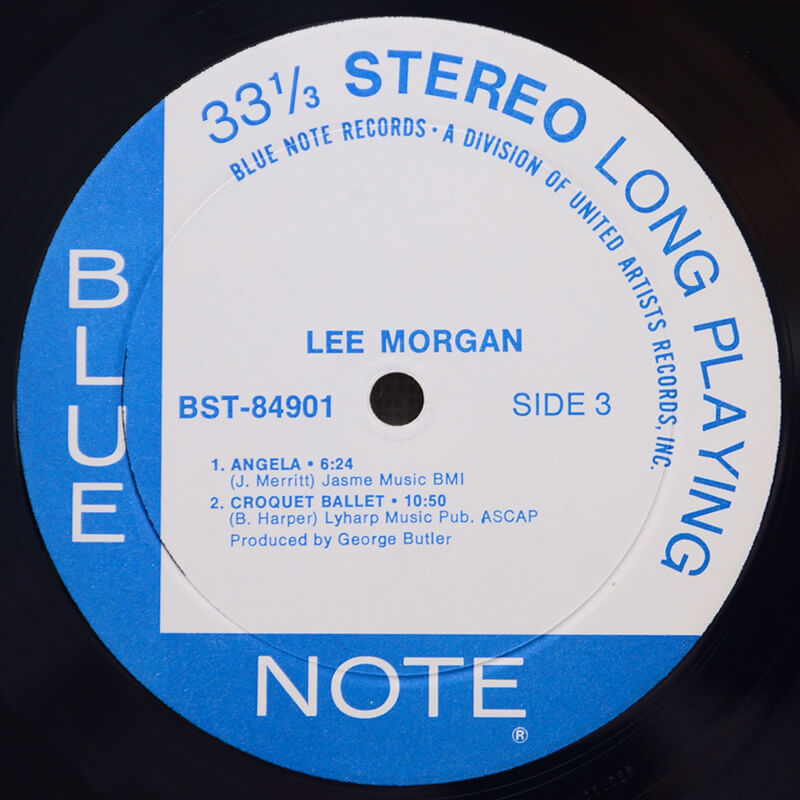 33⅓ STEREO LONG PLAYING
BLUE NOTE RECORDS • A DIVISION OF UNITED ARTISTS RECORDS, INC.
BLUE
LEE MORGAN
BST-84901
SIDE 3
1. ANGELA • 6:24
(J. Merritt) Jasme Music BMI
2. CROQUET BALLET • 10:50
(B. Harper) Lyharp Music Pub. ASCAP
Produced by George Butler
NOTE
®